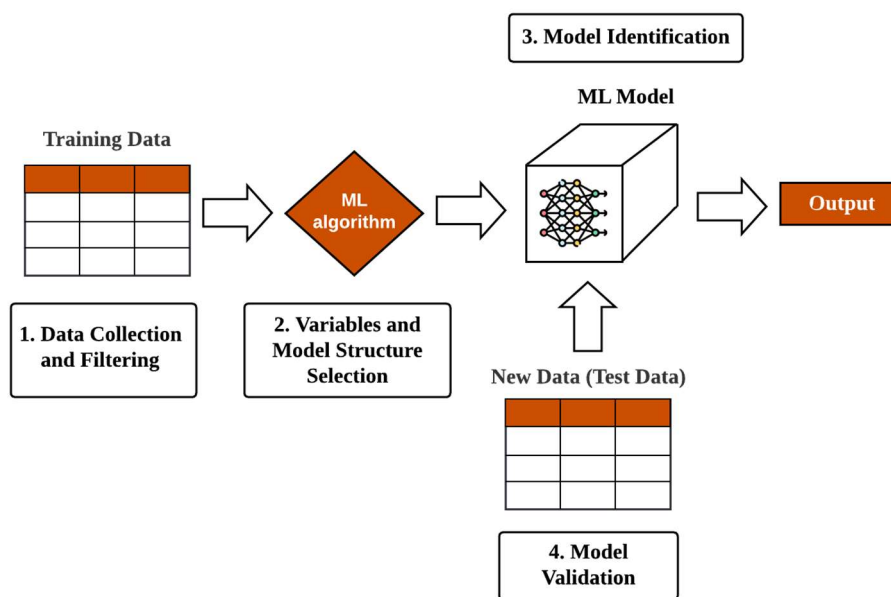 3. Model Identification
ML Model
Training Data
ML
algorithm
Output
1. Data Collection
and Filtering
2. Variables and
Model Structure
Selection
New Data (Test Data)
4. Model
Validation